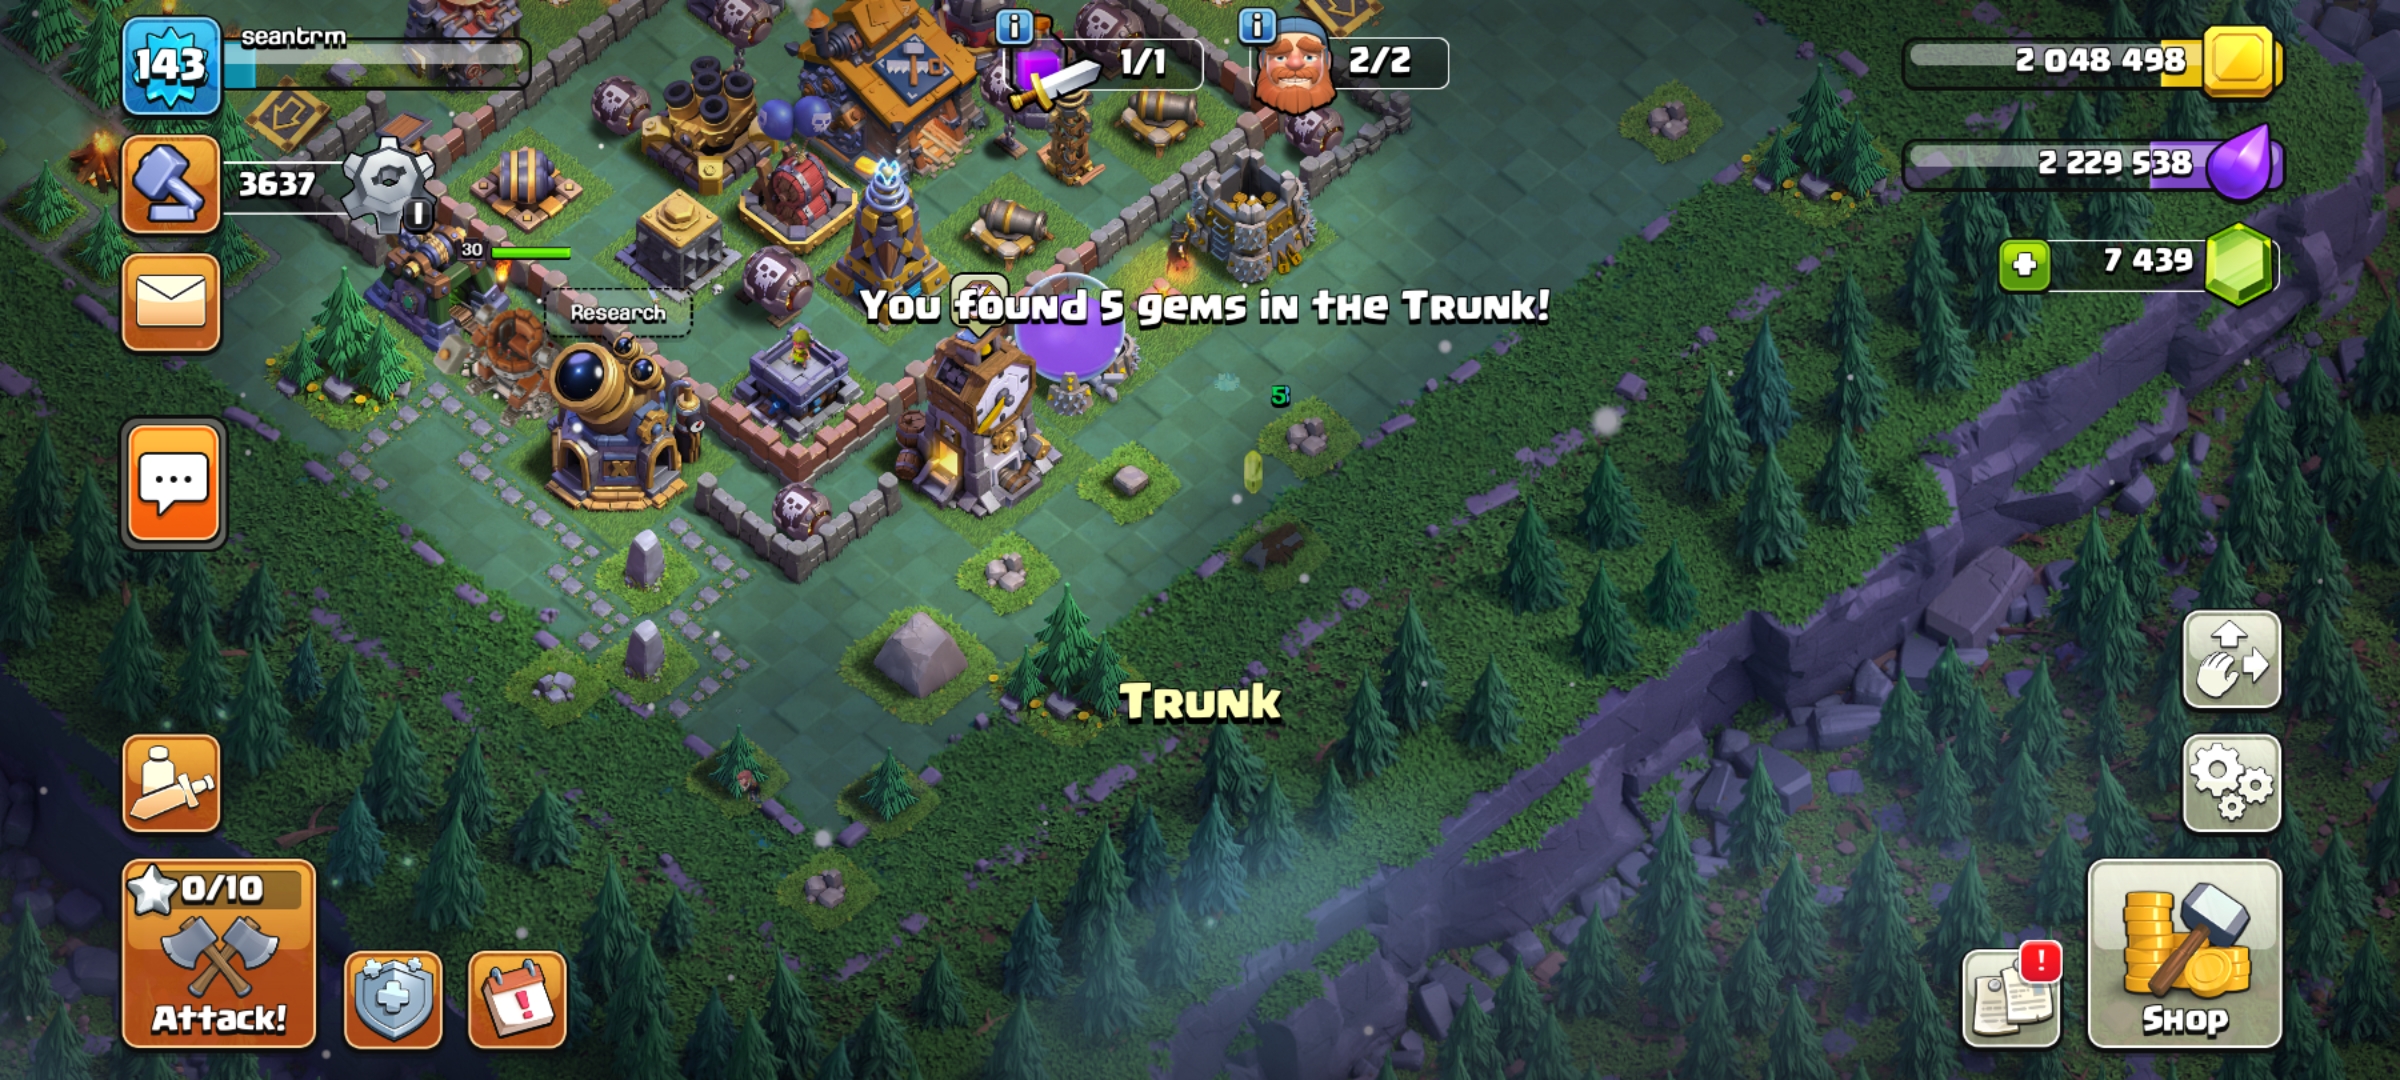 143
seantrm
1/1
2/2
2 048 498
3637
2 229 538
7 439
30
Research
You found 5 gems in the Trunk!
5
Trunk
0/10
Attack!
Shop